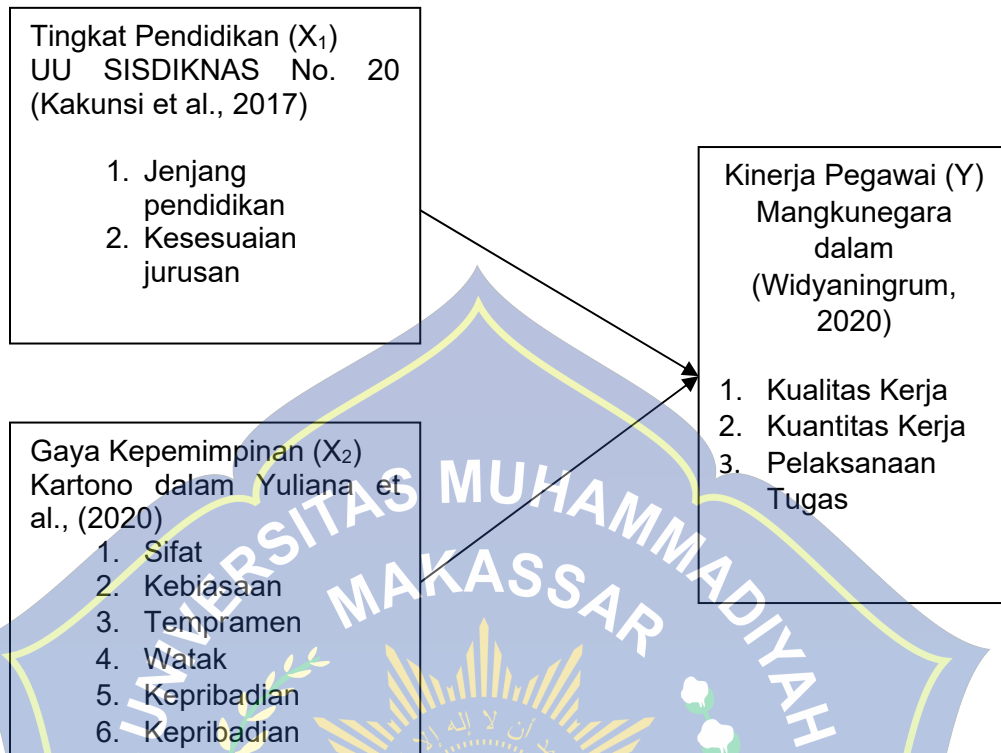 Tingkat Pendidikan (X₁)
UU SISDIKNAS No. 20
(Kakunsi et al., 2017)
1. Jenjang
pendidikan
2. Kesesuaian
jurusan
Kinerja Pegawai (Y)
Mangkunegara
dalam
(Widyaningrum,
2020)
1. Kualitas Kerja
2. Kuantitas Kerja
3. Pelaksanaan
Tugas
Gaya Kepemimpinan (X₂)
Kartono dalam Yuliana et
al., (2020)
1. Sifat
2. Kebiasaan
3. Tempramen
4. Watak
5. Kepribadian
6. Kepribadian
UNIVERSITAS MUHAMMADIYAH
MAKASSAR